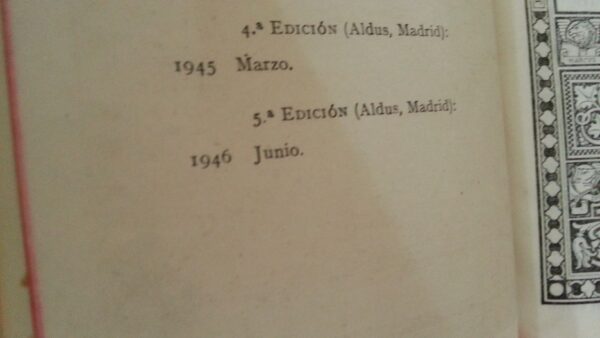 4.ª EDICIÓN (Aldus, Madrid):
1945 Marzo.
5.ª EDICIÓN (Aldus, Madrid):
1946 Junio.